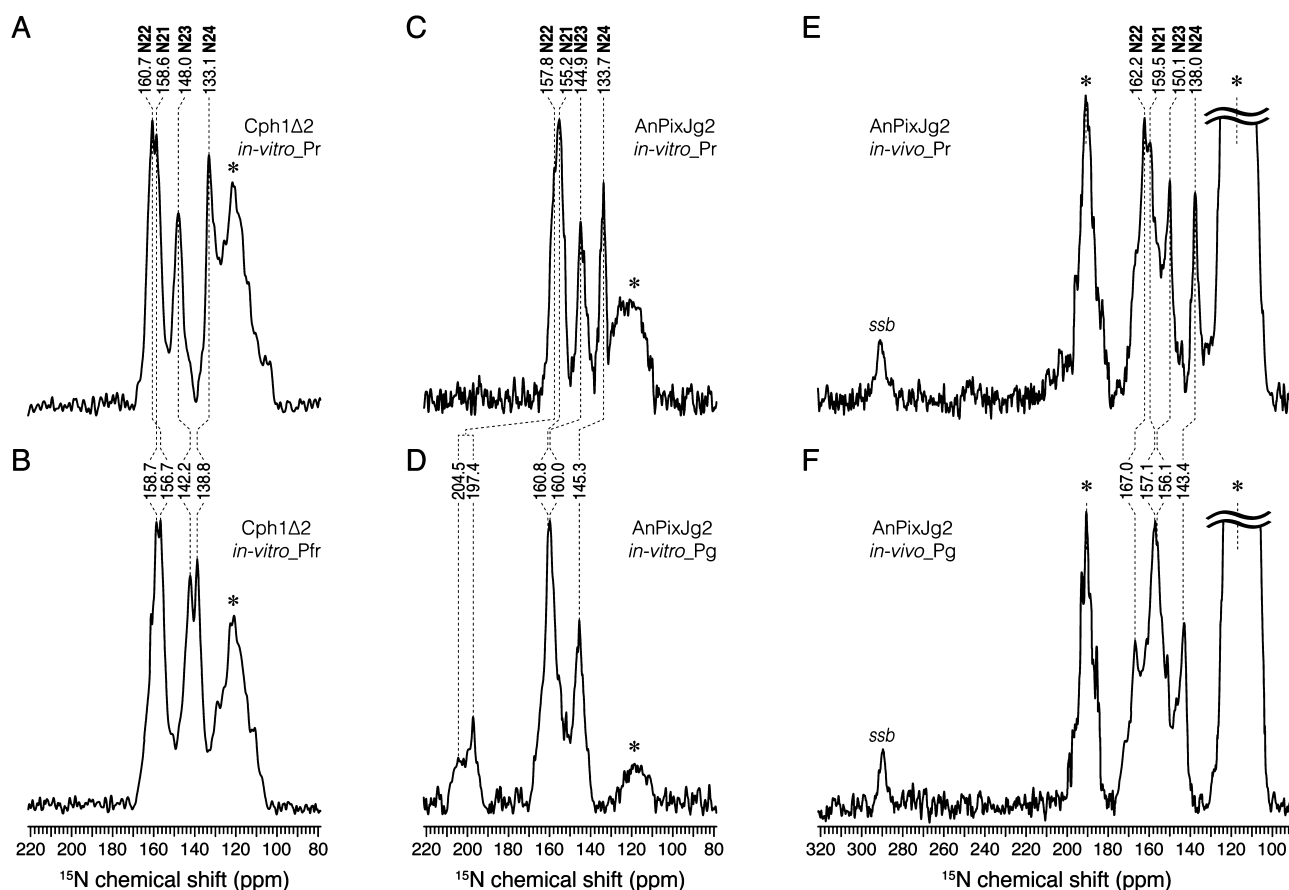 A
160.7 N22
158.6 N21
148.0 N23
133.1 N24
Cph1Δ2
in-vitro_Pr
*
C
157.8 N22
155.2 N21
144.9 N23
133.7 N24
AnPixJg2
in-vitro_Pr
*
E
162.2 N22
159.5 N21
150.1 N23
138.0 N24
*
*
AnPixJg2
in-vivo_Pr
ssb
B
158.7
156.7
142.2
138.8
Cph1Δ2
in-vitro_Pfr
*
220 200 180 160 140 120 100 80
15N chemical shift (ppm)
D
204.5
197.4
160.8
160.0
145.3
AnPixJg2
in-vitro_Pg
*
220 200 180 160 140 120 100 80
15N chemical shift (ppm)
F
167.0
157.1
156.1
143.4
*
*
AnPixJg2
in-vivo_Pg
ssb
320 300 280 260 240 220 200 180 160 140 120 100
15N chemical shift (ppm)